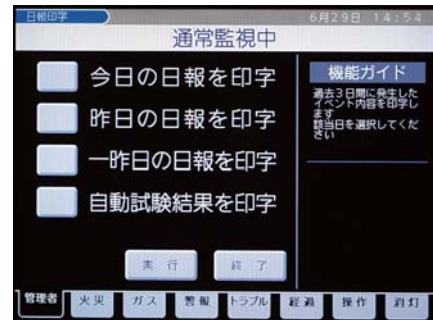 日報印字
6月29日 14:54
通常監視中
今日の日報を印字
昨日の日報を印字
一昨日の日報を印字
自動試験結果を印字
機能ガイド
過去3日間に発生した
イベント内容を印字し
ます
該当日を選択してくだ
さい
実行
終了
管理者
火災
ガス
警報
トラブル
経過
操作
消灯